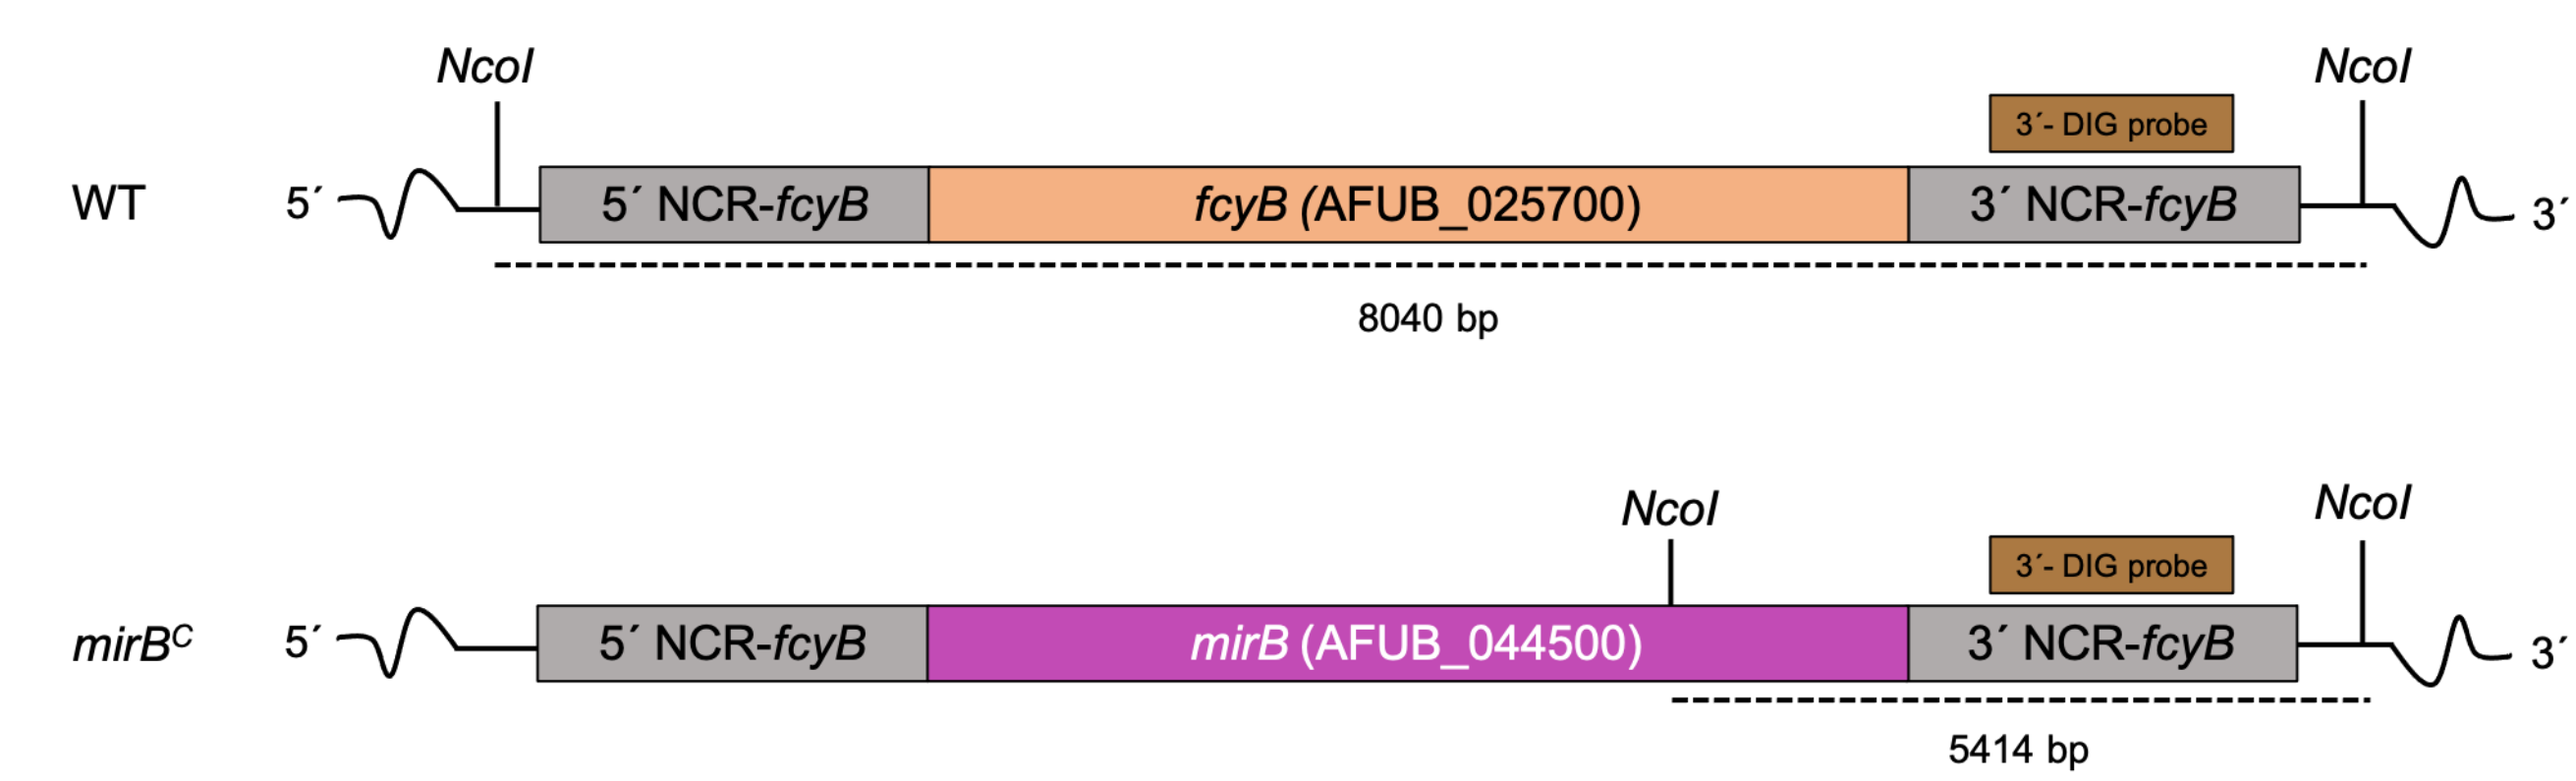 NcoI NcoI
3´- DIG probe
WT 5´ 5´ NCR-fcyB fcyB (AFUB_025700) 3´ NCR-fcyB 3´
8040 bp
NcoI NcoI
3´- DIG probe
mirBC 5´ 5´ NCR-fcyB mirB (AFUB_044500) 3´ NCR-fcyB 3´
5414 bp